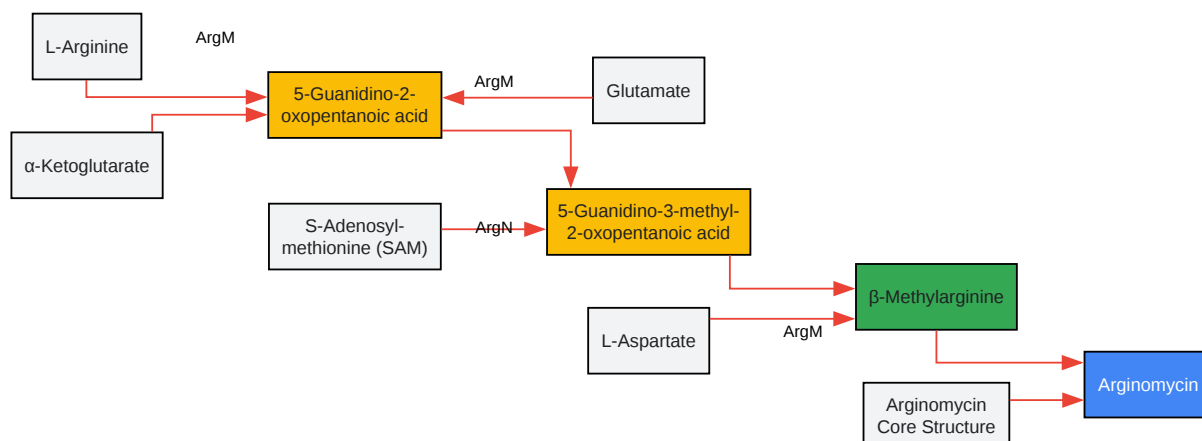 L-Arginine
ArgM
5-Guanidino-2-
oxopentanoic acid
ArgM
Glutamate
α-Ketoglutarate
S-Adenosyl-
methionine (SAM)
ArgN
5-Guanidino-3-methyl-
2-oxopentanoic acid
β-Methylarginine
L-Aspartate
ArgM
Arginomycin
Core Structure
Arginomycin